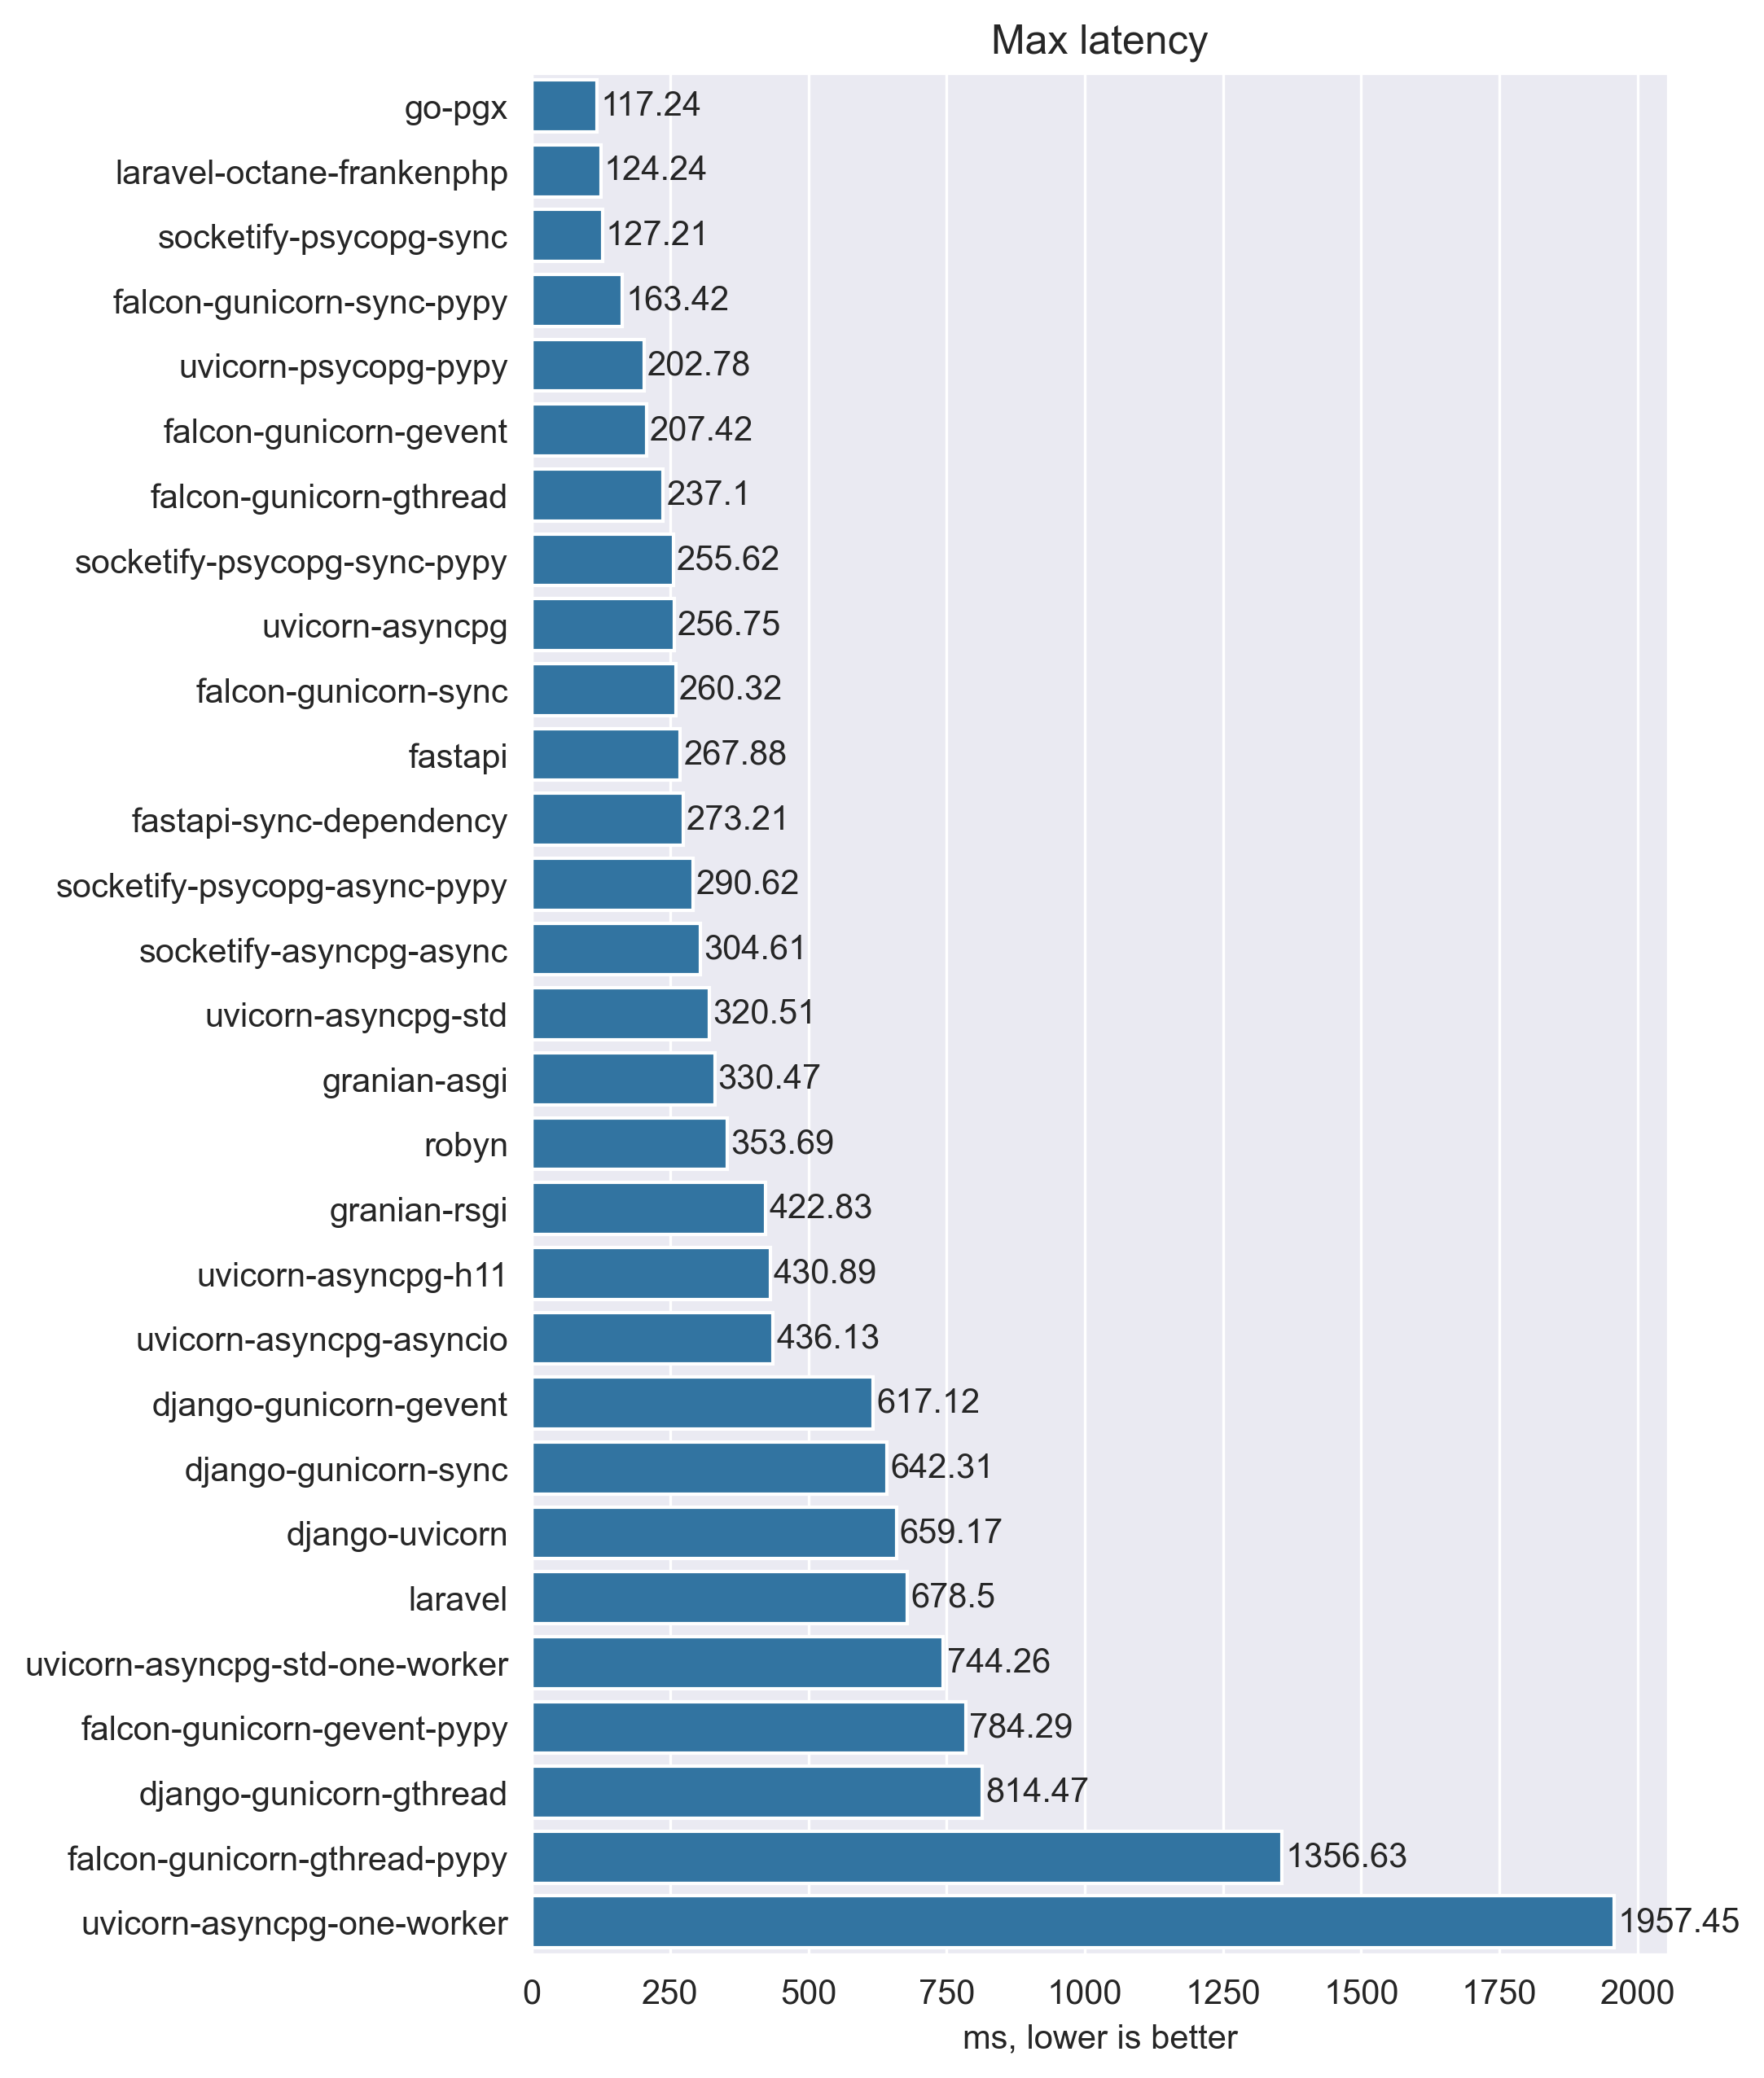 Max latency
go-pgx 117.24
laravel-octane-frankenphp 124.24
socketify-psycopg-sync 127.21
falcon-gunicorn-sync-pypy 163.42
uvicorn-psycopg-pypy 202.78
falcon-gunicorn-gevent 207.42
falcon-gunicorn-gthread 237.1
socketify-psycopg-sync-pypy 255.62
uvicorn-asyncpg 256.75
falcon-gunicorn-sync 260.32
fastapi 267.88
fastapi-sync-dependency 273.21
socketify-psycopg-async-pypy 290.62
socketify-asyncpg-async 304.61
uvicorn-asyncpg-std 320.51
granian-asgi 330.47
robyn 353.69
granian-rsgi 422.83
uvicorn-asyncpg-h11 430.89
uvicorn-asyncpg-asyncio 436.13
django-gunicorn-gevent 617.12
django-gunicorn-sync 642.31
django-uvicorn 659.17
laravel 678.5
uvicorn-asyncpg-std-one-worker 744.26
falcon-gunicorn-gevent-pypy 784.29
django-gunicorn-gthread 814.47
falcon-gunicorn-gthread-pypy 1356.63
uvicorn-asyncpg-one-worker 1957.45
0 250 500 750 1000 1250 1500 1750 2000
ms, lower is better